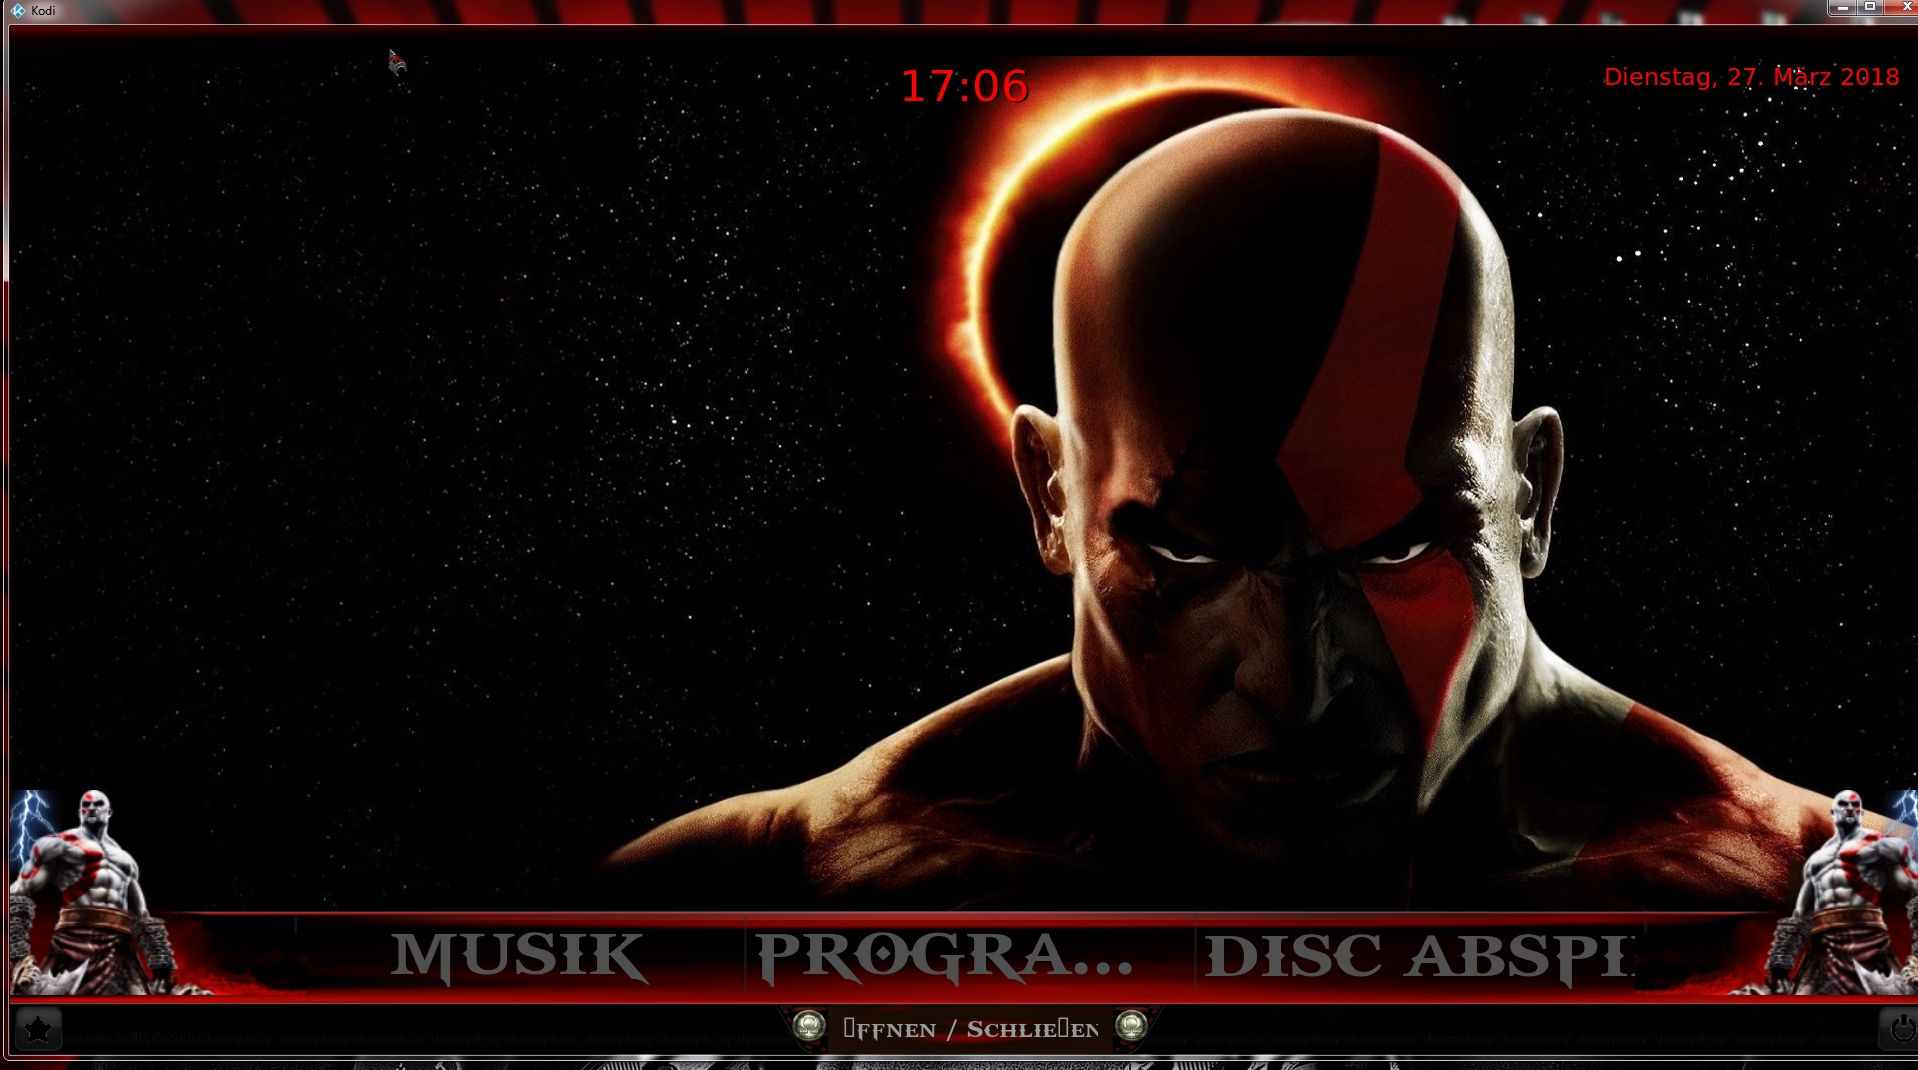 Kodi
17:06
Dienstag, 27. März 2018
MUSIK
PROGRA...
DISC ABSPI
▯ffnen / Schlie▯en